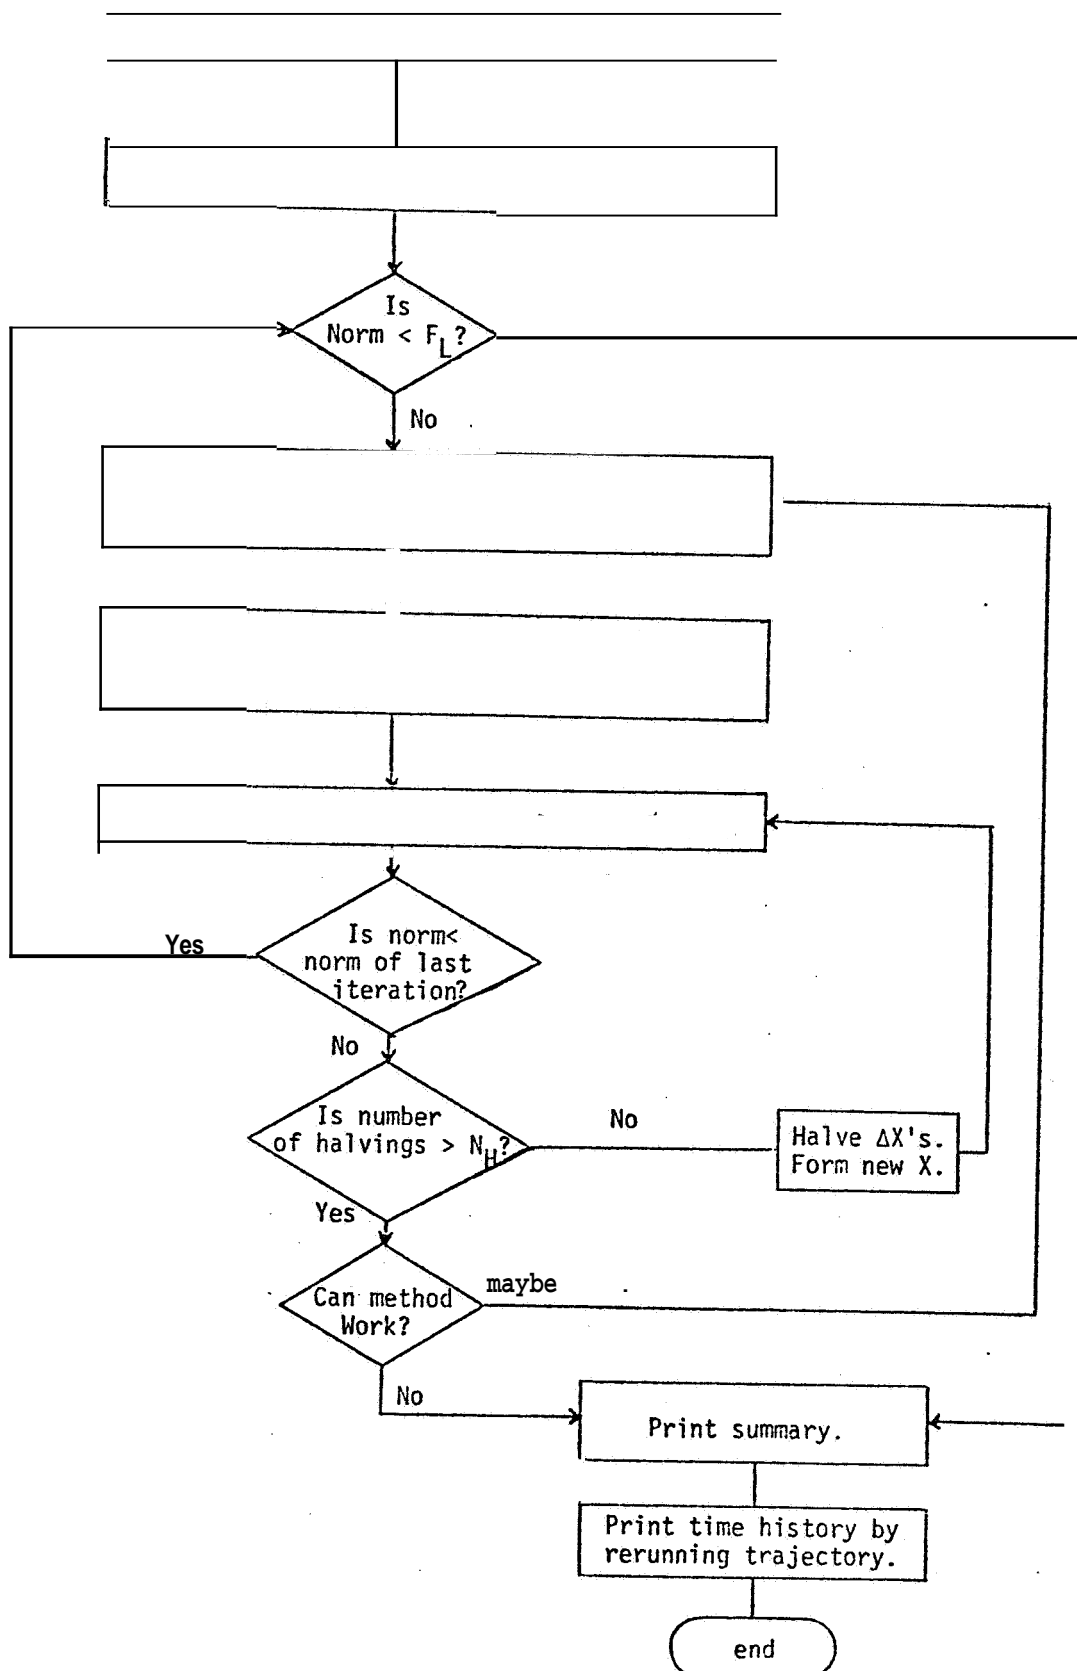 Is
Norm < F_L?
No
Yes
Is norm<
norm of last
iteration?
No
Is number
of halvings > N_H?
No
Halve ΔX's.
Form new X.
Yes
Can method
Work?
maybe
No
Print summary.
Print time history by
rerunning trajectory.
end